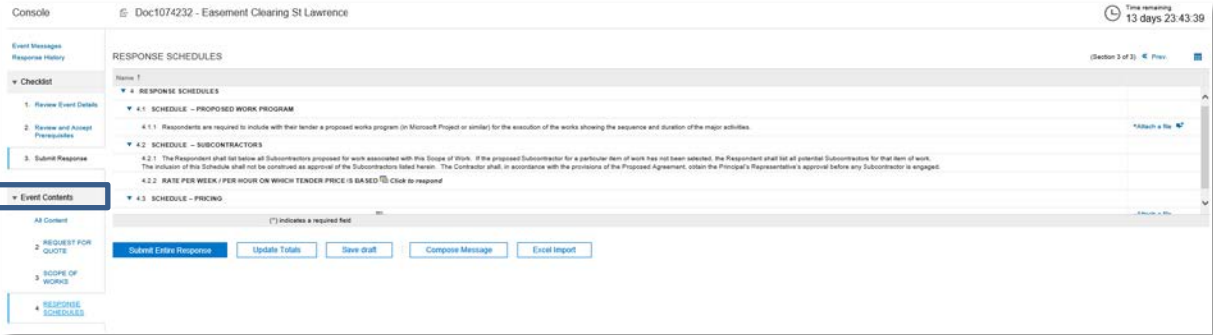 Console
Doc1074232 - Easement Clearing St Lawrence
Time remaining
13 days 23:43:39
Event Messages
Response History
▼ Checklist
1. Review Event Details
2. Review and Accept
Prerequisites
3. Submit Response
▼ Event Contents
All Content
2 REQUEST FOR
QUOTE
3 SCOPE OF
WORKS
4 RESPONSE
SCHEDULES
RESPONSE SCHEDULES
(Section 3 of 3) « Prev.
Name ↑
▼ 4 RESPONSE SCHEDULES
▼ 4.1 SCHEDULE – PROPOSED WORK PROGRAM
4.1.1 Respondents are required to include with their tender a proposed works program (in Microsoft Project or similar) for the execution of the works showing the sequence and duration of the major activities.
*Attach a file
▼ 4.2 SCHEDULE – SUBCONTRACTORS
4.2.1 The Respondent shall list below all Subcontractors proposed for work associated with this Scope of Work. If the proposed Subcontractor for a particular item of work has not been selected, the Respondent shall list all potential Subcontractors for that item of work.
The inclusion of this Schedule shall not be construed as approval of the Subcontractors listed herein. The Contractor shall, in accordance with the provisions of the Proposed Agreement, obtain the Principal's Representative's approval before any Subcontractor is engaged.
4.2.2 RATE PER WEEK / PER HOUR ON WHICH TENDER PRICE IS BASED Click to respond
▼ 4.3 SCHEDULE – PRICING
(*) indicates a required field
Submit Entire Response
Update Totals
Save draft
Compose Message
Excel Import